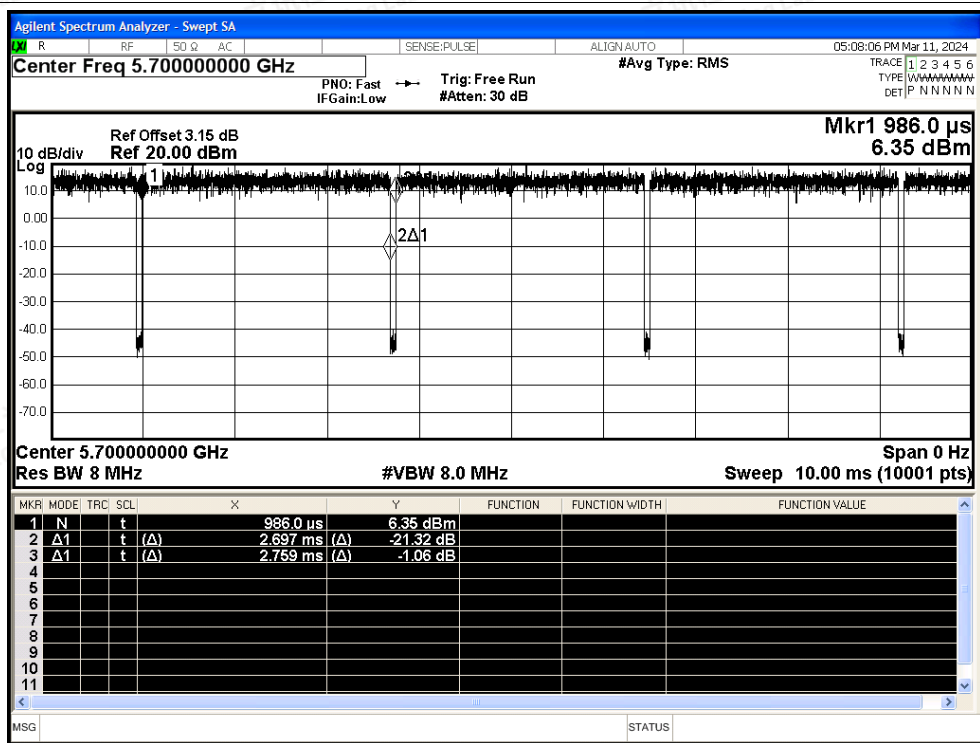 Agilent Spectrum Analyzer - Swept SA
LXI R RF 50 Ω AC SENSE:PULSE ALIGN AUTO 05:08:06 PM Mar 11, 2024
Center Freq 5.700000000 GHz #Avg Type: RMS TRACE 1 2 3 4 5 6
PNO: Fast Trig: Free Run TYPE WWWWWW
IFGain:Low #Atten: 30 dB DET P N N N N N
Mkr1 986.0 µs
Ref Offset 3.15 dB
10 dB/div Ref 20.00 dBm 6.35 dBm
Log
1
10.0
0.00
2Δ1
-10.0
-20.0
-30.0
-40.0
-50.0
-60.0
-70.0
Center 5.700000000 GHz Span 0 Hz
Res BW 8 MHz #VBW 8.0 MHz Sweep 10.00 ms (10001 pts)
MKR MODE TRC SCL X Y FUNCTION FUNCTION WIDTH FUNCTION VALUE
1 N t 986.0 µs 6.35 dBm
2 Δ1 t (Δ) 2.697 ms (Δ) -21.32 dB
3 Δ1 t (Δ) 2.759 ms (Δ) -1.06 dB
4
5
6
7
8
9
10
11
MSG STATUS